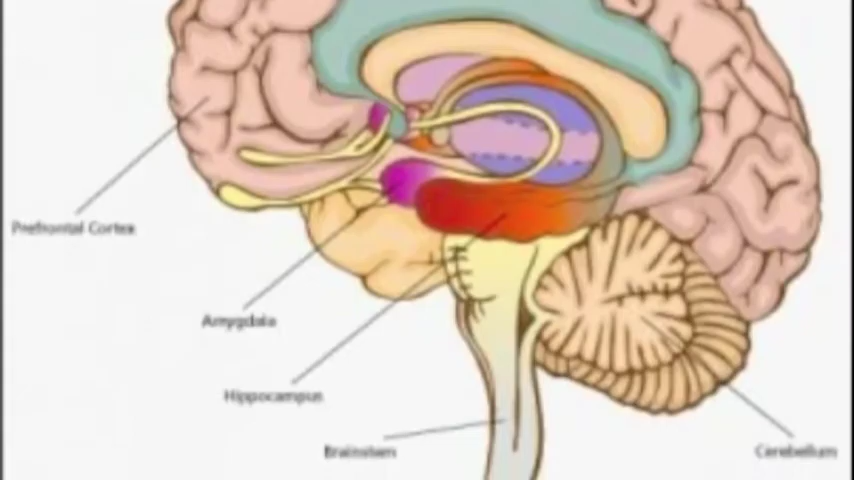 Prefrontal Cortex
Amygdala
Hippocampus
Brainstem
Cerebellum